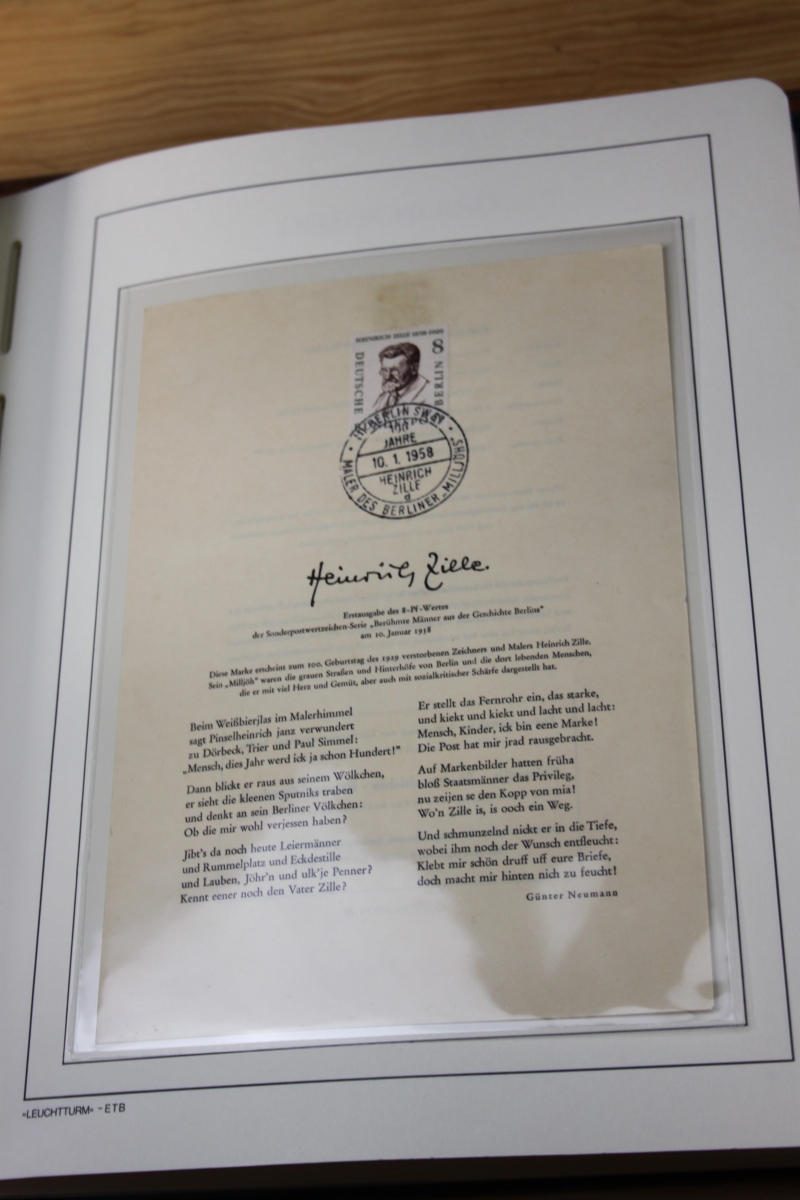 HEINRICH ZILLE 1858-1929
8
DEUTSCHE
BERLIN
BERLIN SW 61
100
JAHRE
10. 1. 1958
HEINRICH
ZILLE
d
MALER DES BERLINER „MILLJÖHS“
Heinrich Zille.
Erstausgabe des 8-Pf-Wertes
der Sonderpostwertzeichen-Serie „Berühmte Männer aus der Geschichte Berlins“
am 10. Januar 1958
Diese Marke erscheint zum 100. Geburtstag des 1929 verstorbenen Zeichners und Malers Heinrich Zille.
Sein „Milljöh“ waren die grauen Straßen und Hinterhöfe von Berlin und die dort lebenden Menschen,
die er mit viel Herz und Gemüt, aber auch mit sozialkritischer Schärfe dargestellt hat.
Beim Weißbierjlas im Malerhimmel
sagt Pinselheinrich janz verwundert
zu Dörbeck, Trier und Paul Simmel:
„Mensch, dies Jahr werd ick ja schon Hundert!“
Dann blickt er raus aus seinem Wölkchen,
er sieht die kleenen Sputniks traben
und denkt an sein Berliner Völkchen:
Ob die mir wohl verjessen haben?
Jibt's da noch heute Leiermänner
und Rummelplatz und Eckdestille
und Lauben, Jöhr'n und ulk'je Penner?
Kennt eener noch den Vater Zille?
Er stellt das Fernrohr ein, das starke,
und kiekt und kiekt und lacht und lacht:
Mensch, Kinder, ick bin eene Marke!
Die Post hat mir jrad rausgebracht.
Auf Markenbilder hatten früha
bloß Staatsmänner das Privileg,
nu zeijen se den Kopp von mia!
Wo'n Zille is, is ooch ein Weg.
Und schmunzelnd nickt er in die Tiefe,
wobei ihm noch der Wunsch entfleucht:
Klebt mir schön druff uff eure Briefe,
doch macht mir hinten nich zu feucht!
Günter Neumann
»LEUCHTTURM« - ETB